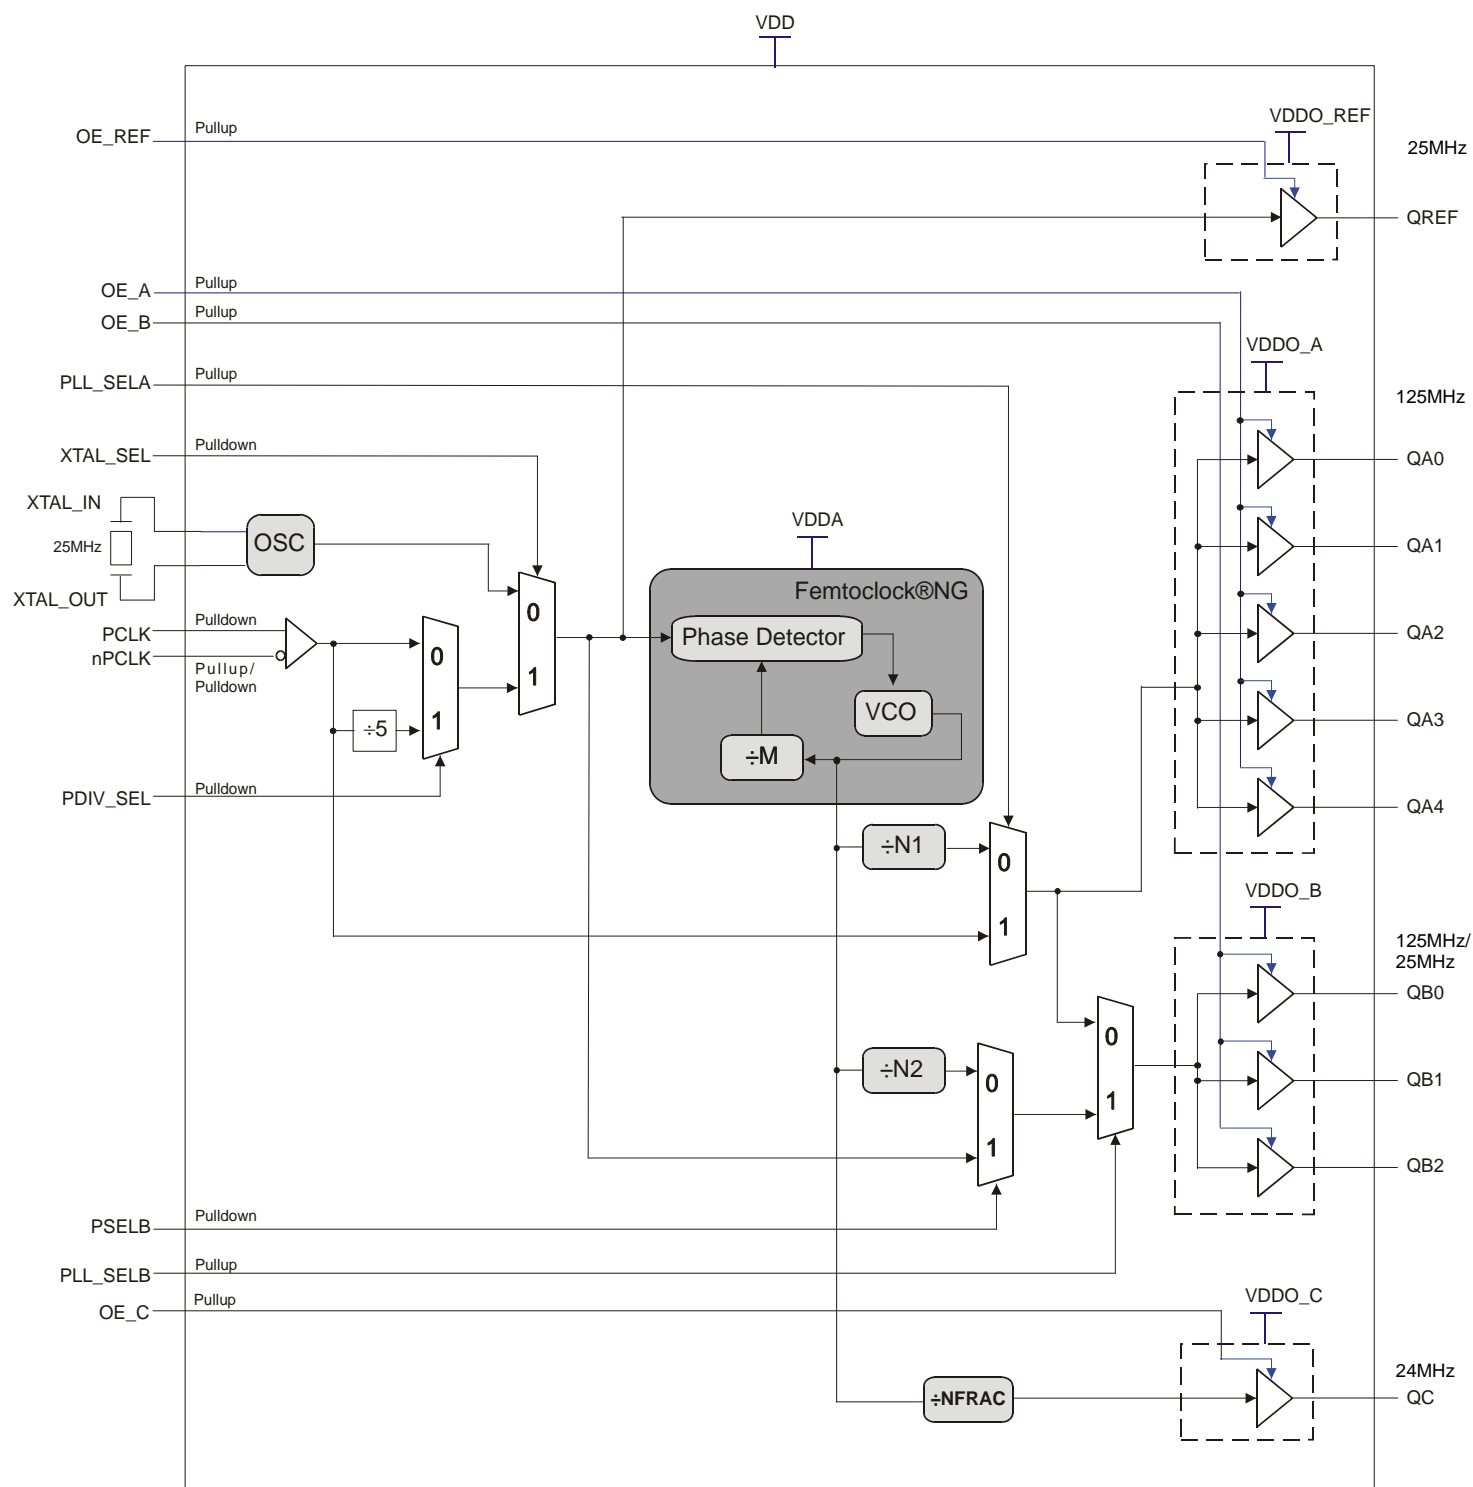 VDD
VDDO_REF
OE_REF
Pullup
25MHz
QREF
OE_A
Pullup
OE_B
Pullup
VDDO_A
PLL_SELA
Pullup
125MHz
XTAL_SEL
Pulldown
QA0
XTAL_IN
VDDA
25MHz
OSC
QA1
Femtoclock®NG
XTAL_OUT
0
1
PCLK
Pulldown
nPCLK
Pullup/
Pulldown
0
1
Phase Detector
QA2
÷5
VCO
QA3
÷M
PDIV_SEL
Pulldown
QA4
÷N1
0
1
VDDO_B
125MHz/
25MHz
QB0
0
1
÷N2
0
1
QB1
QB2
PSELB
Pulldown
PLL_SELB
Pullup
OE_C
Pullup
VDDO_C
24MHz
÷NFRAC
QC